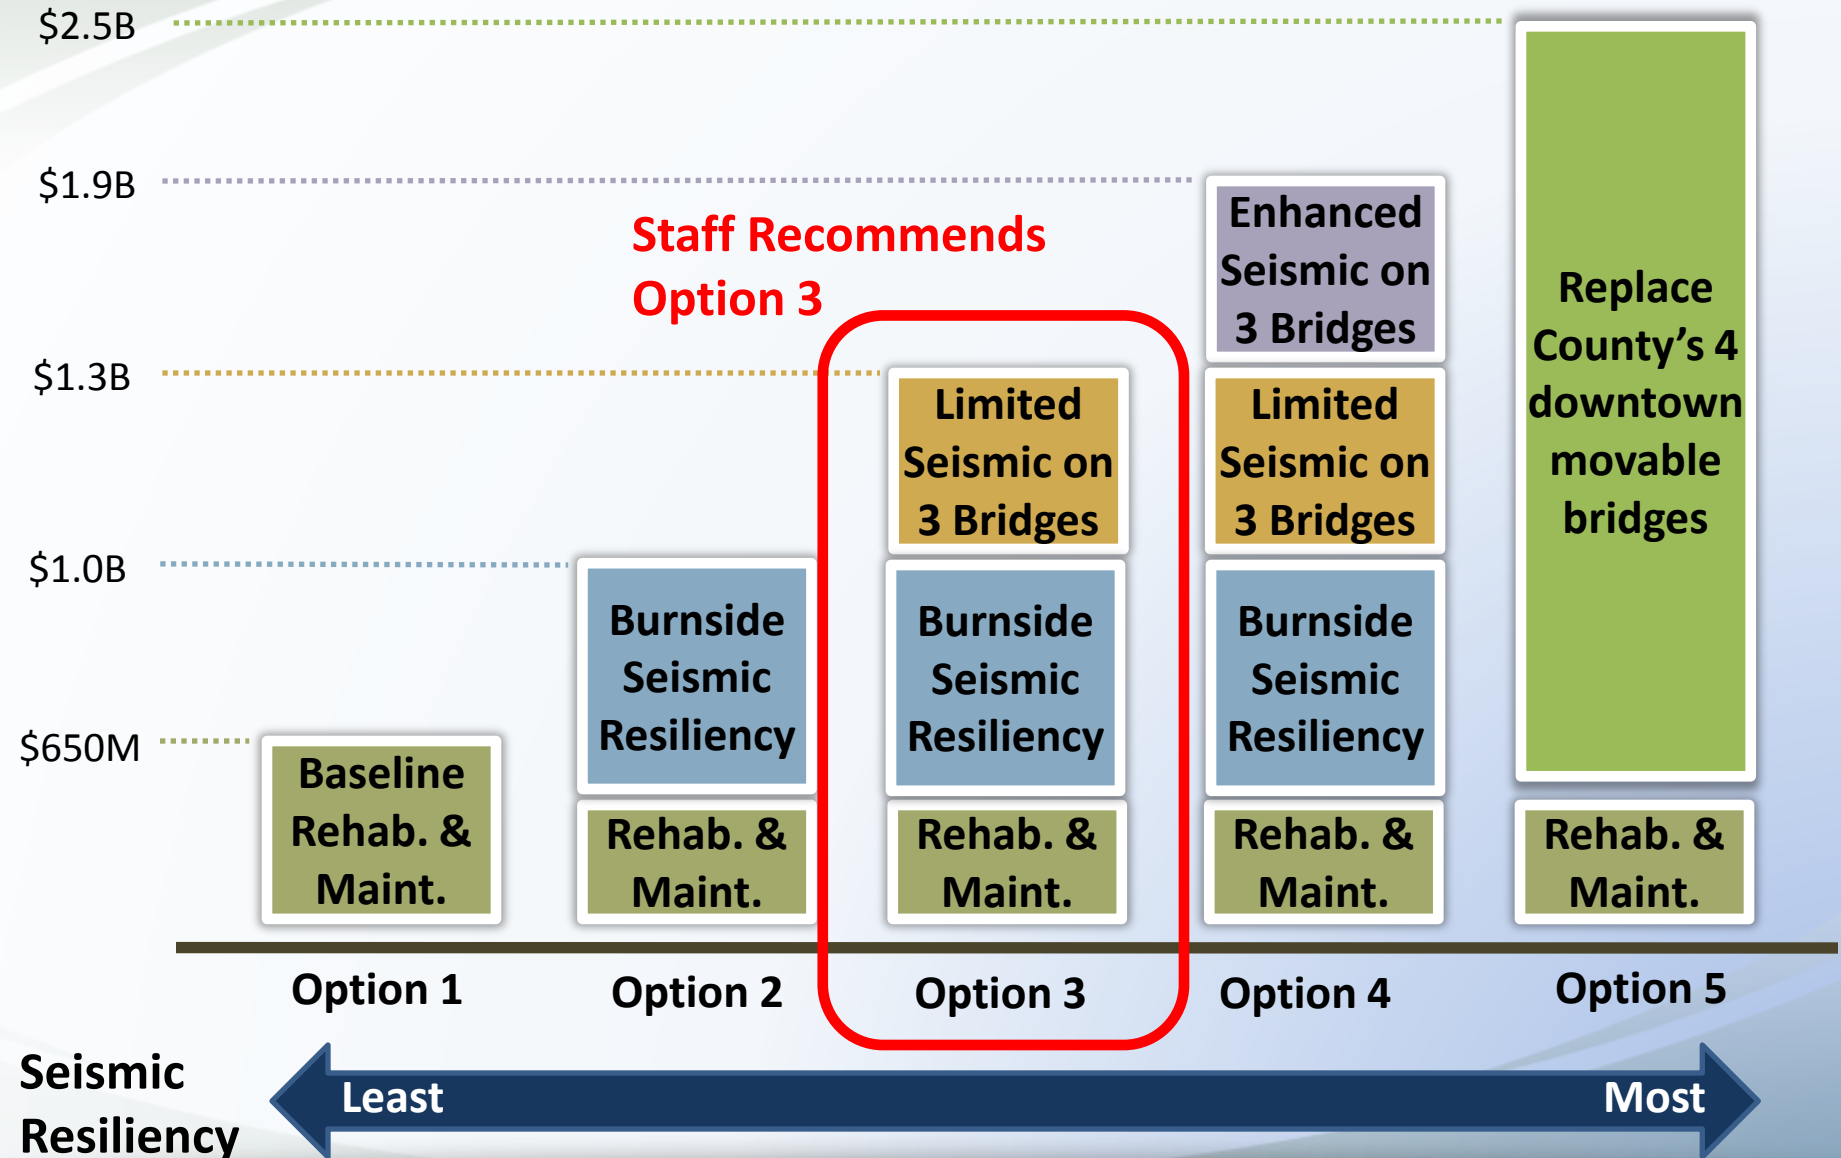 $2.5B
$1.9B
$1.3B
$1.0B
$650M
Staff Recommends
Option 3
Baseline
Rehab. &
Maint.
Burnside
Seismic
Resiliency
Rehab. &
Maint.
Limited
Seismic on
3 Bridges
Burnside
Seismic
Resiliency
Rehab. &
Maint.
Enhanced
Seismic on
3 Bridges
Limited
Seismic on
3 Bridges
Burnside
Seismic
Resiliency
Rehab. &
Maint.
Replace
County’s 4
downtown
movable
bridges
Rehab. &
Maint.
Option 1
Option 2
Option 3
Option 4
Option 5
Seismic
Resiliency
Least
Most